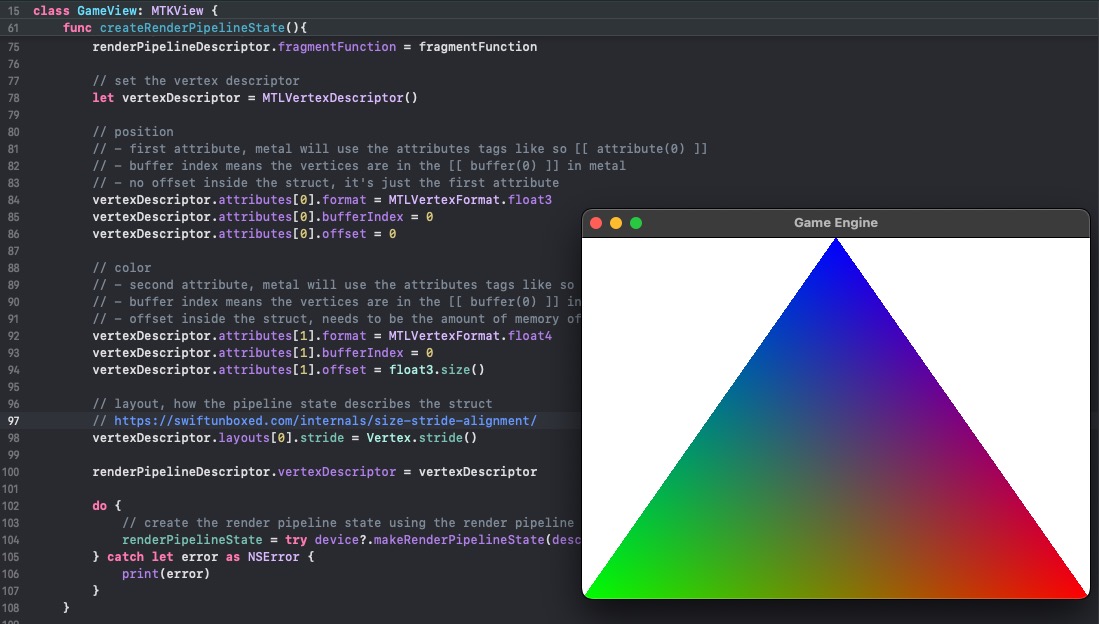 15 class GameView: MTKView {
61 func createRenderPipelineState(){
75 renderPipelineDescriptor.fragmentFunction = fragmentFunction
76
77 // set the vertex descriptor
78 let vertexDescriptor = MTLVertexDescriptor()
79
80 // position
81 // - first attribute, metal will use the attributes tags like so [[ attribute(0) ]]
82 // - buffer index means the vertices are in the [[ buffer(0) ]] in metal
83 // - no offset inside the struct, it's just the first attribute
84 vertexDescriptor.attributes[0].format = MTLVertexFormat.float3
85 vertexDescriptor.attributes[0].bufferIndex = 0
86 vertexDescriptor.attributes[0].offset = 0
87
88 // color
89 // - second attribute, metal will use the attributes tags like so
90 // - buffer index means the vertices are in the [[ buffer(0) ]] in
91 // - offset inside the struct, needs to be the amount of memory of
92 vertexDescriptor.attributes[1].format = MTLVertexFormat.float4
93 vertexDescriptor.attributes[1].bufferIndex = 0
94 vertexDescriptor.attributes[1].offset = float3.size()
95
96 // layout, how the pipeline state describes the struct
97 // https://swiftunboxed.com/internals/size-stride-alignment/
98 vertexDescriptor.layouts[0].stride = Vertex.stride()
99
100 renderPipelineDescriptor.vertexDescriptor = vertexDescriptor
101
102 do {
103 // create the render pipeline state using the render pipeline
104 renderPipelineState = try device?.makeRenderPipelineState(desc
105 } catch let error as NSError {
106 print(error)
107 }
108 }
Game Engine